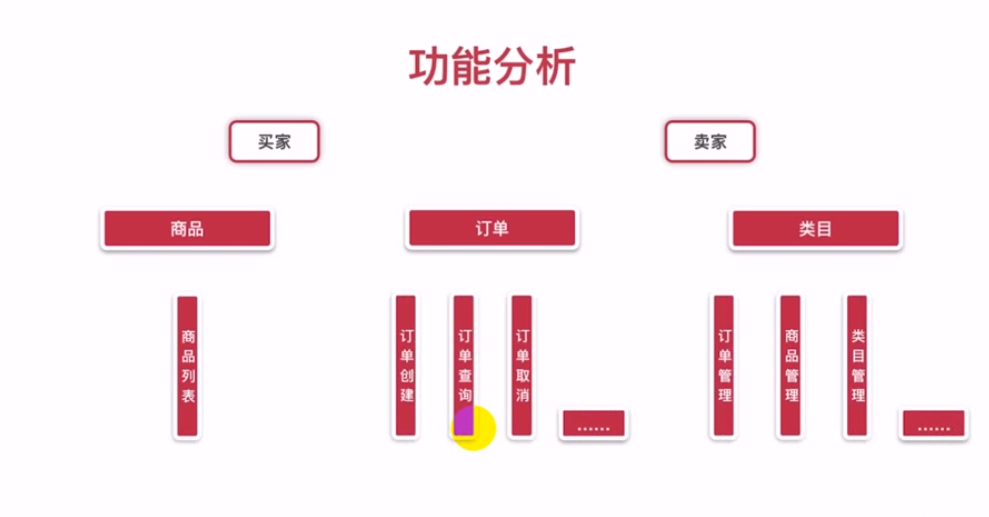 功能分析
买家
卖家
商品
订单
类目
商品列表
订单创建
订单查询
订单取消
……
订单管理
商品管理
类目管理
……